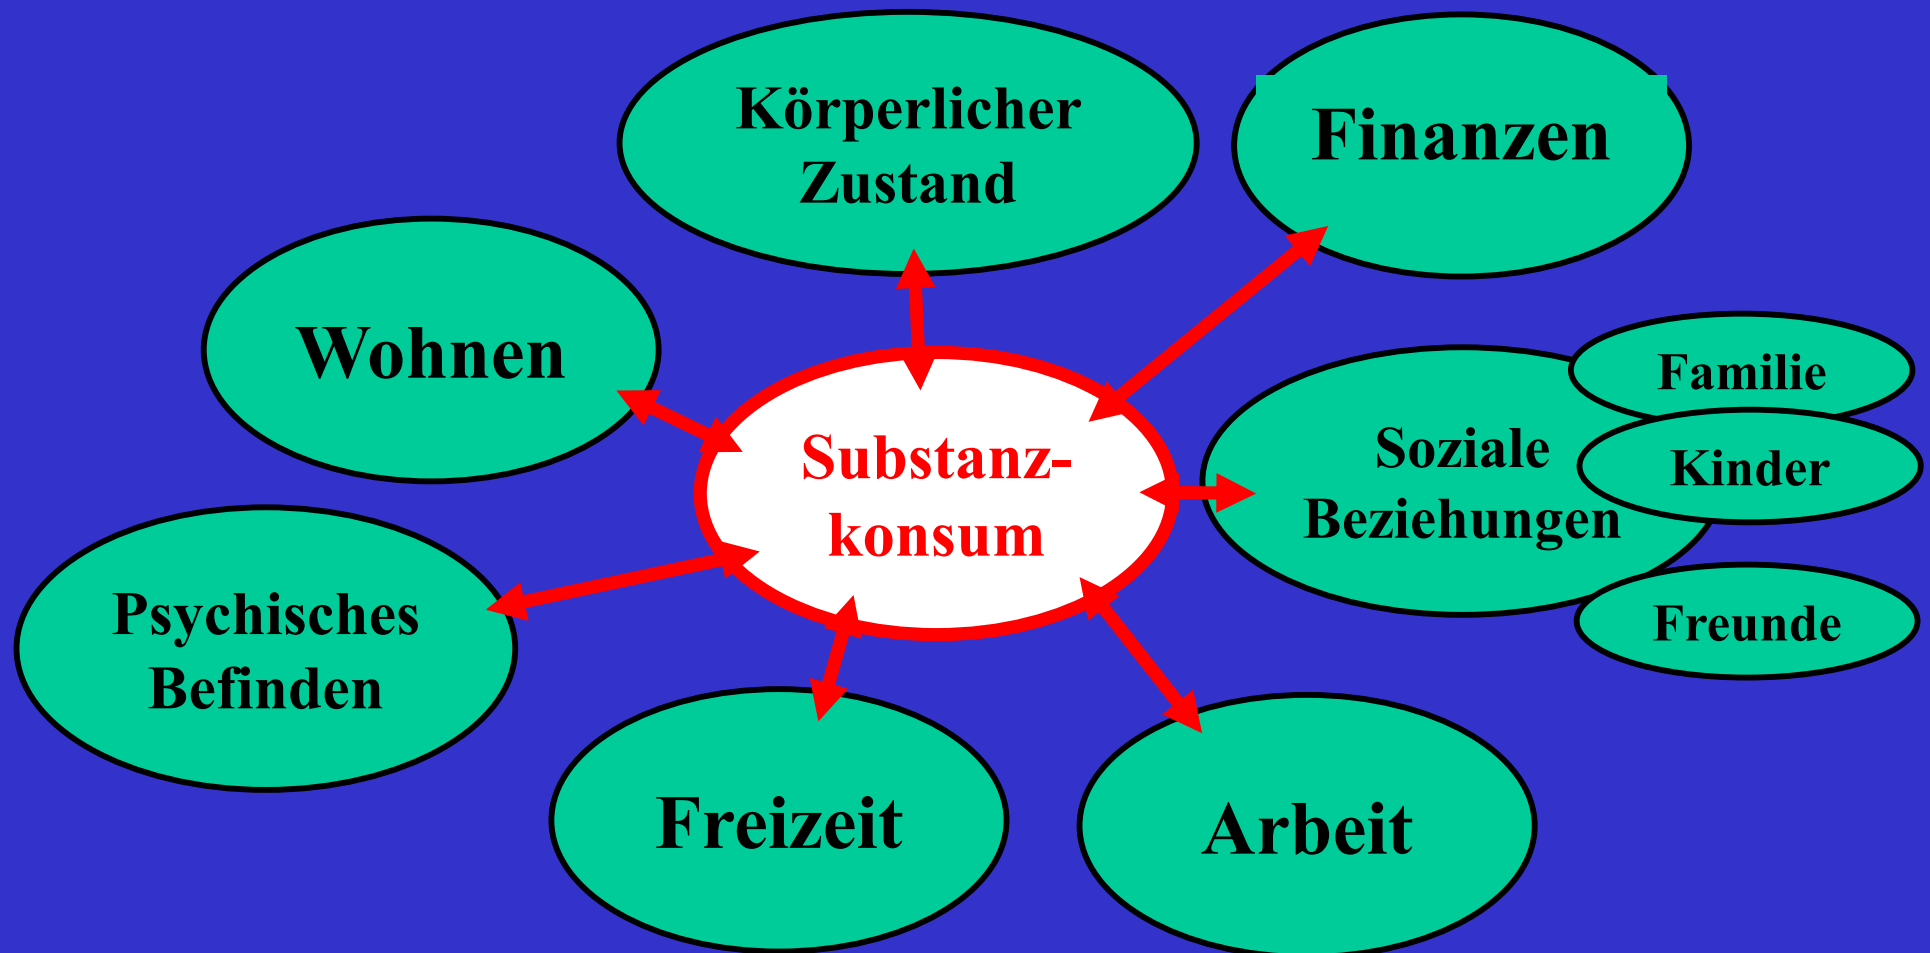 Körperlicher
Zustand
Finanzen
Wohnen
Familie
Soziale
Beziehungen
Kinder
Substanz-
konsum
Freunde
Psychisches
Befinden
Freizeit
Arbeit